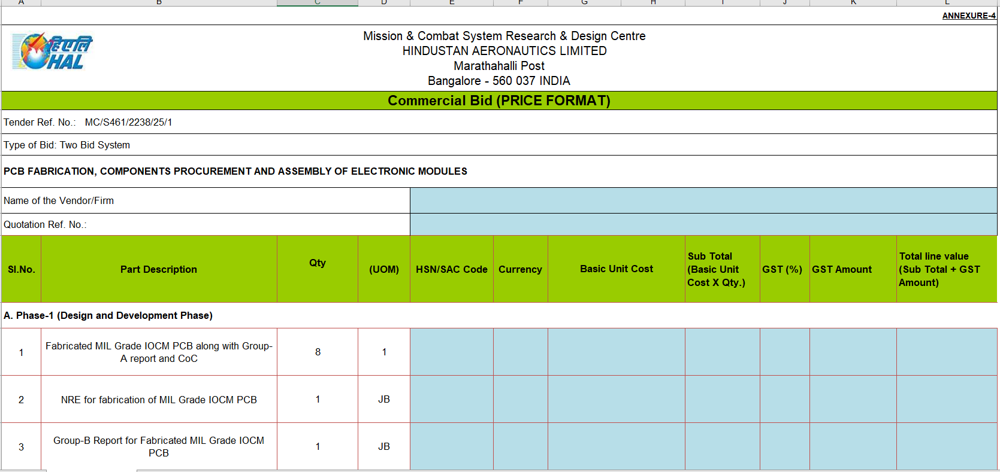 A B C D E F G H I J K L
ANNEXURE-4
हिएलि
HAL
Mission & Combat System Research & Design Centre
HINDUSTAN AERONAUTICS LIMITED
Marathahalli Post
Bangalore - 560 037 INDIA
Commercial Bid (PRICE FORMAT)
Tender Ref. No.: MC/S461/2238/25/1
Type of Bid: Two Bid System
PCB FABRICATION, COMPONENTS PROCUREMENT AND ASSEMBLY OF ELECTRONIC MODULES
Name of the Vendor/Firm
Quotation Ref. No.:
Sl.No.
Part Description
Qty
(UOM)
HSN/SAC Code
Currency
Basic Unit Cost
Sub Total
(Basic Unit
Cost X Qty.)
GST (%)
GST Amount
Total line value
(Sub Total + GST
Amount)
A. Phase-1 (Design and Development Phase)
1
Fabricated MIL Grade IOCM PCB along with Group-
A report and CoC
8
1
2
NRE for fabrication of MIL Grade IOCM PCB
1
JB
3
Group-B Report for Fabricated MIL Grade IOCM
PCB
1
JB